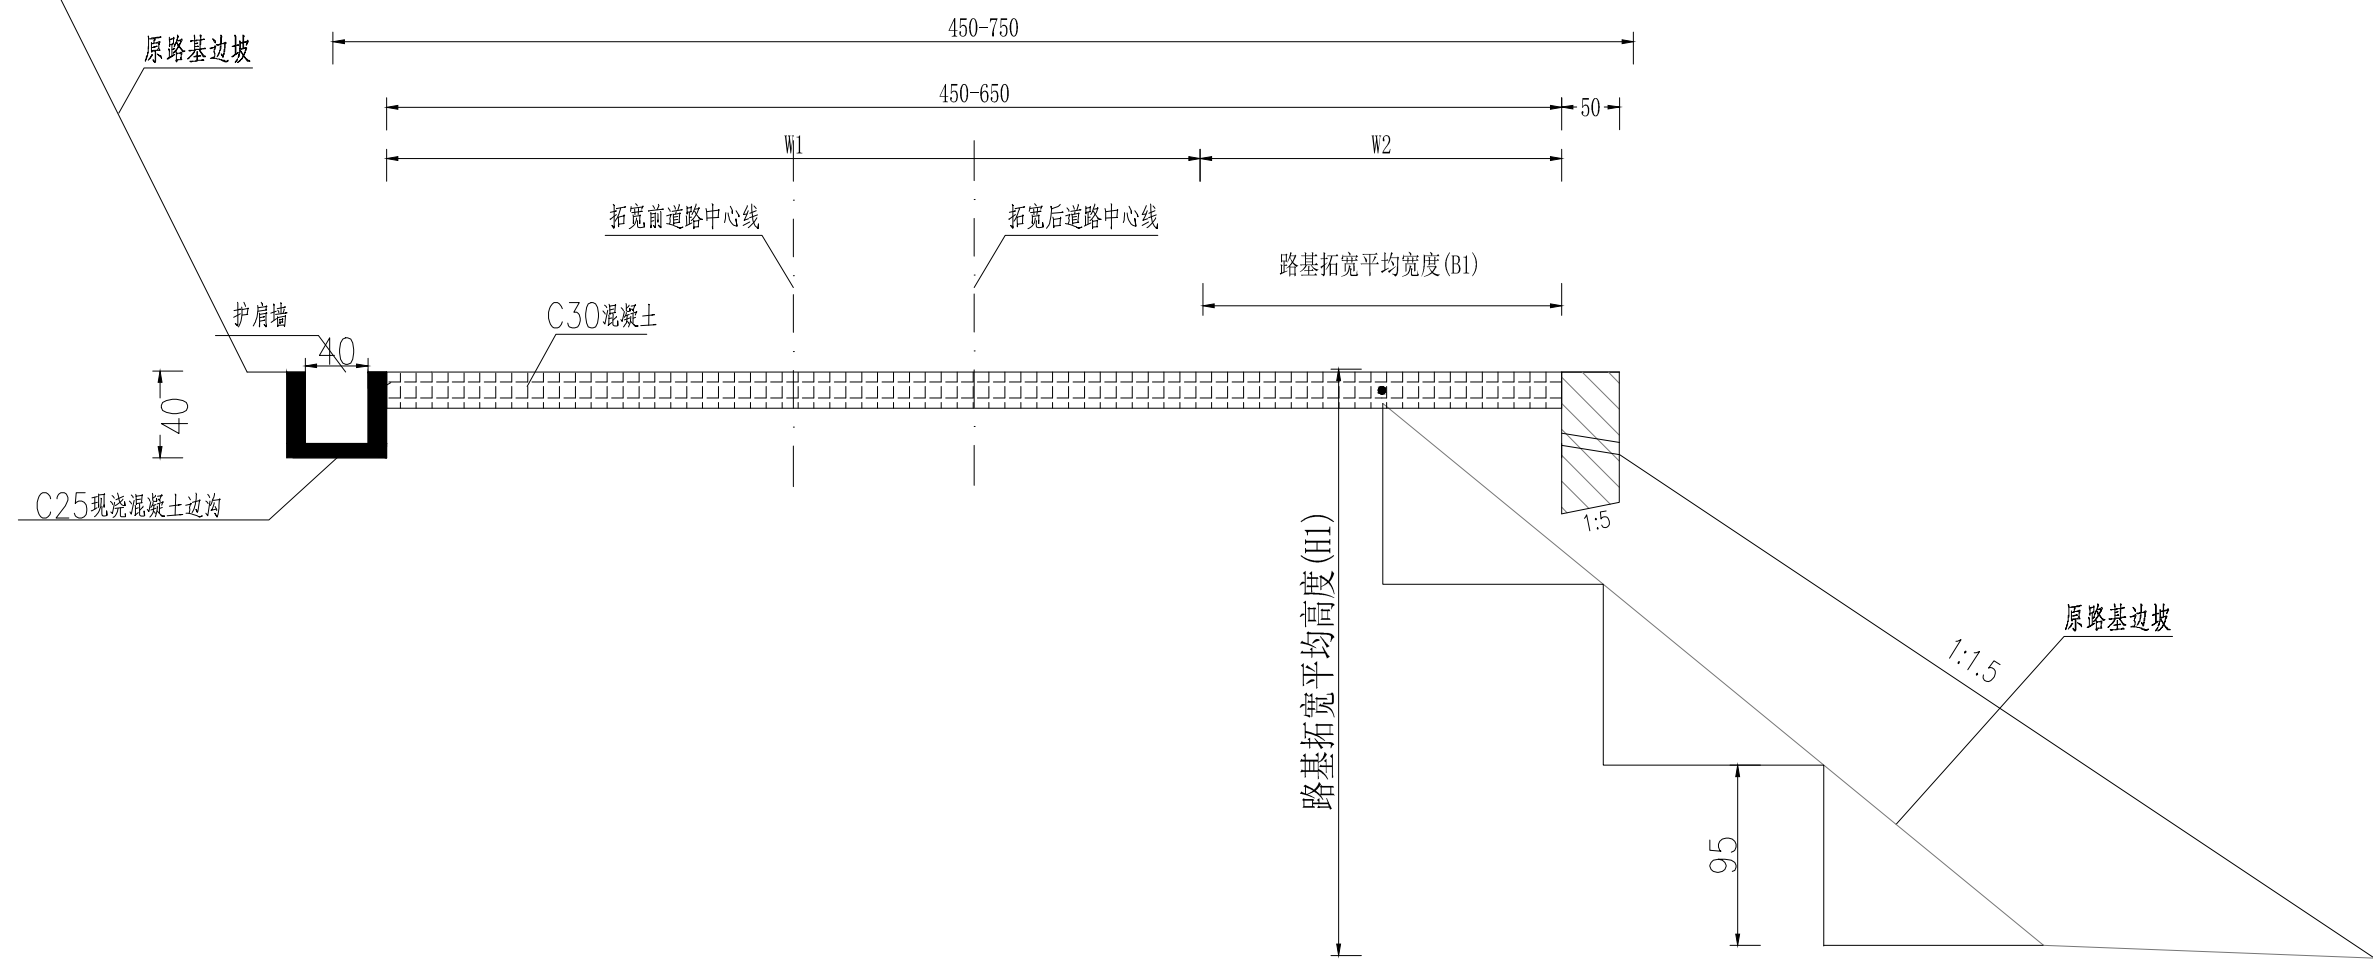 450-750
原路基边坡
450-650
50
W1
W2
拓宽前道路中心线
拓宽后道路中心线
路基拓宽平均宽度(B1)
护肩墙
C30混凝土
40
40
C25现浇混凝土边沟
1:5
路基拓宽平均高度(H1)
原路基边坡
1:1.5
95